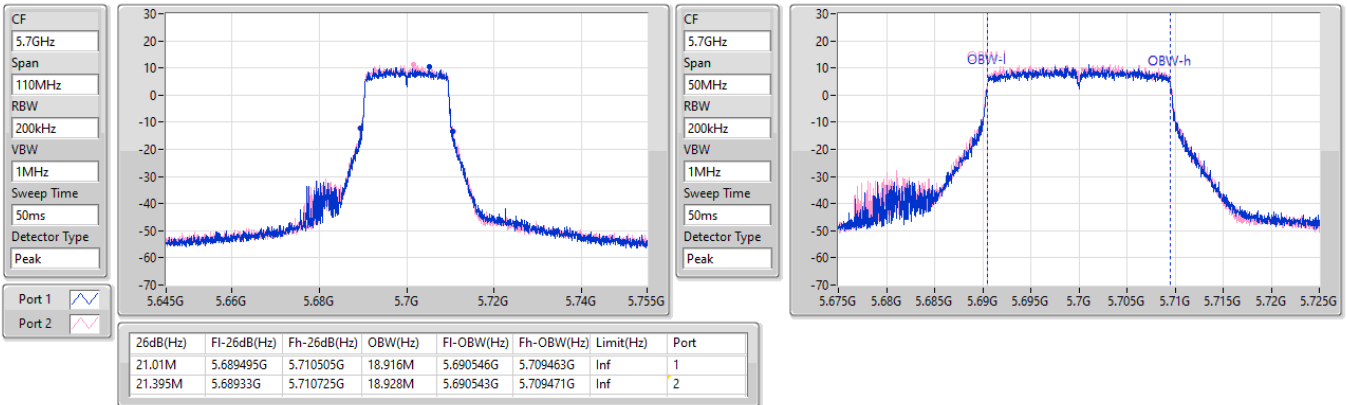 CF
5.7GHz
Span
110MHz
RBW
200kHz
VBW
1MHz
Sweep Time
50ms
Detector Type
Peak
Port 1
Port 2
30
20
10
0
-10
-20
-30
-40
-50
-60
-70
5.645G 5.66G 5.68G 5.7G 5.72G 5.74G 5.755G
CF
5.7GHz
Span
50MHz
RBW
200kHz
VBW
1MHz
Sweep Time
50ms
Detector Type
Peak
30
20
10
0
-10
-20
-30
-40
-50
-60
-70
OBW-l OBW-h
5.675G 5.68G 5.685G 5.69G 5.695G 5.7G 5.705G 5.71G 5.715G 5.72G 5.725G
26dB(Hz) Fl-26dB(Hz) Fh-26dB(Hz) OBW(Hz) Fl-OBW(Hz) Fh-OBW(Hz) Limit(Hz) Port
21.01M 5.689495G 5.710505G 18.916M 5.690546G 5.709463G Inf 1
21.395M 5.68933G 5.710725G 18.928M 5.690543G 5.709471G Inf 2